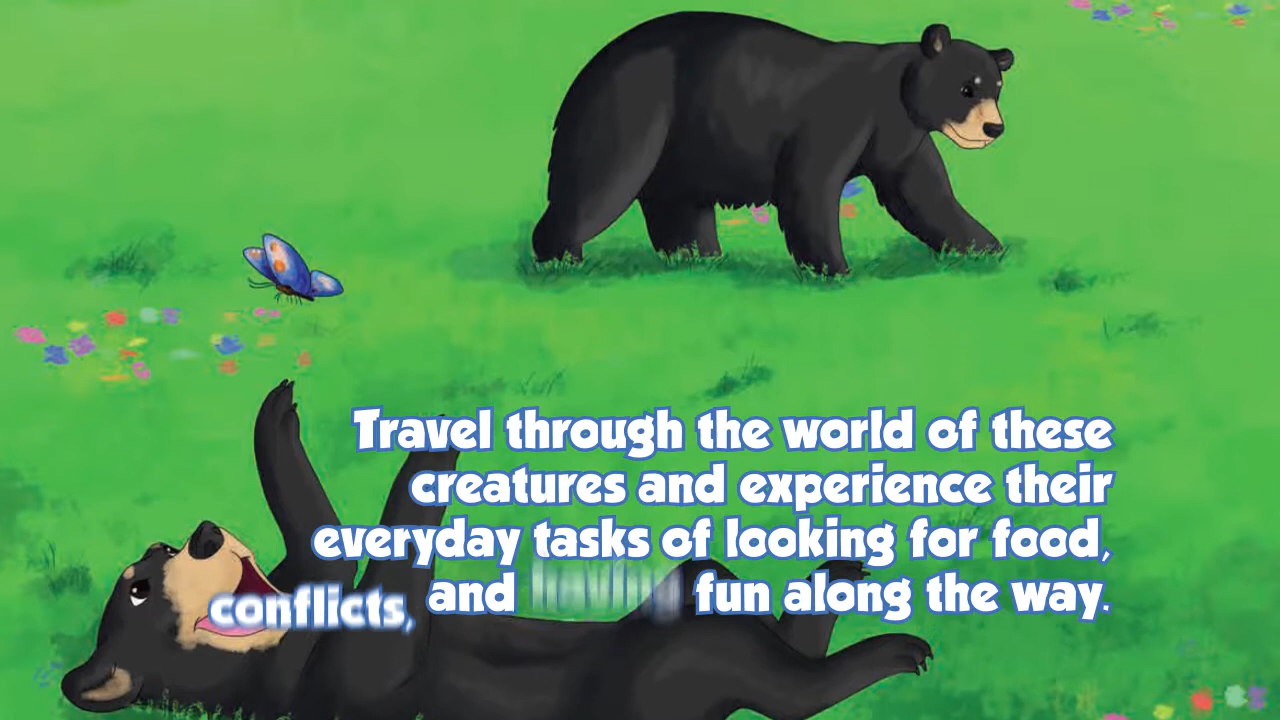 Travel through the world of these
creatures and experience their
everyday tasks of looking for food,
conflicts, and fun along the way.